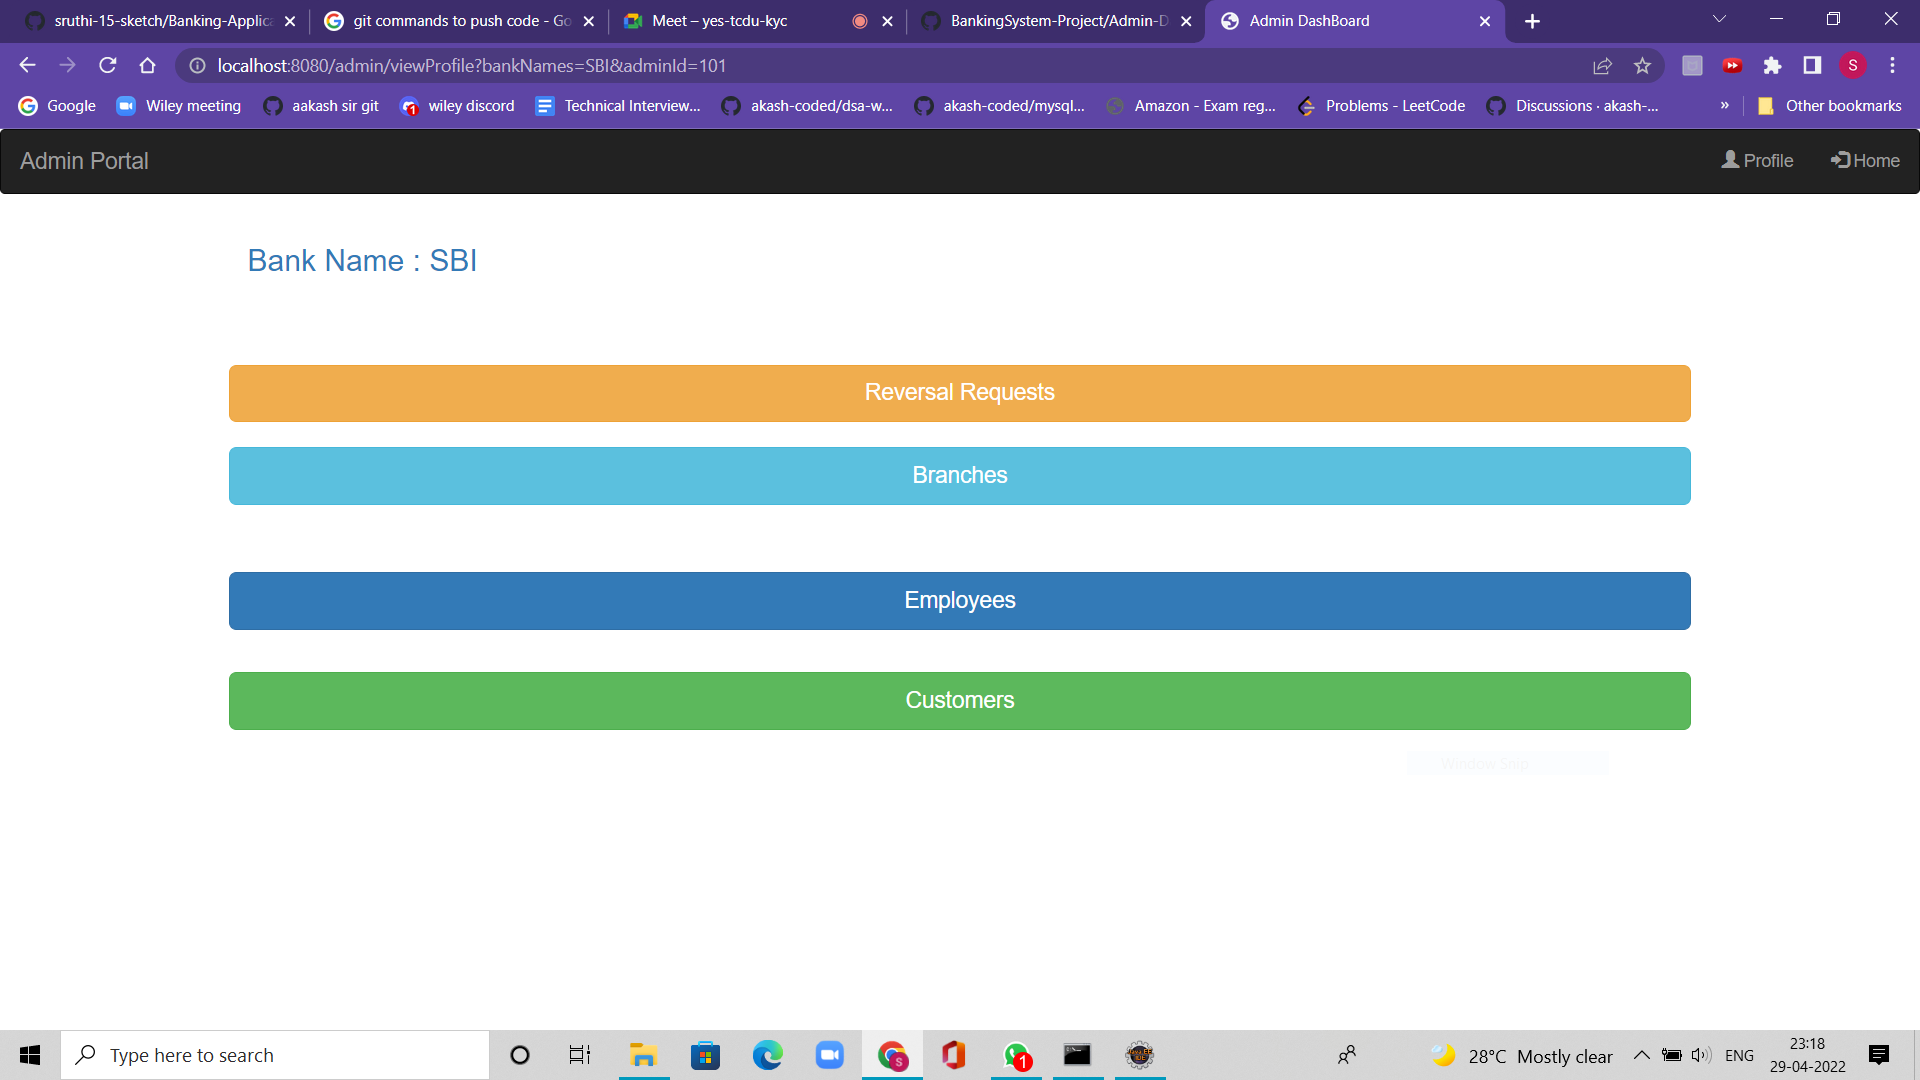 sruthi-15-sketch/Banking-Applica
git commands to push code - Go
Meet – yes-tcdu-kyc
BankingSystem-Project/Admin-D
Admin DashBoard
localhost:8080/admin/viewProfile?bankNames=SBI&adminId=101
S
Google
Wiley meeting
aakash sir git
1
wiley discord
Technical Interview...
akash-coded/dsa-w...
akash-coded/mysql...
Amazon - Exam reg...
Problems - LeetCode
Discussions · akash-...
»
Other bookmarks
Admin Portal
Profile
Home
Bank Name : SBI
Reversal Requests
Branches
Employees
Customers
Window Snip
Type here to search
S
1
28°C Mostly clear
ENG
23:18
29-04-2022